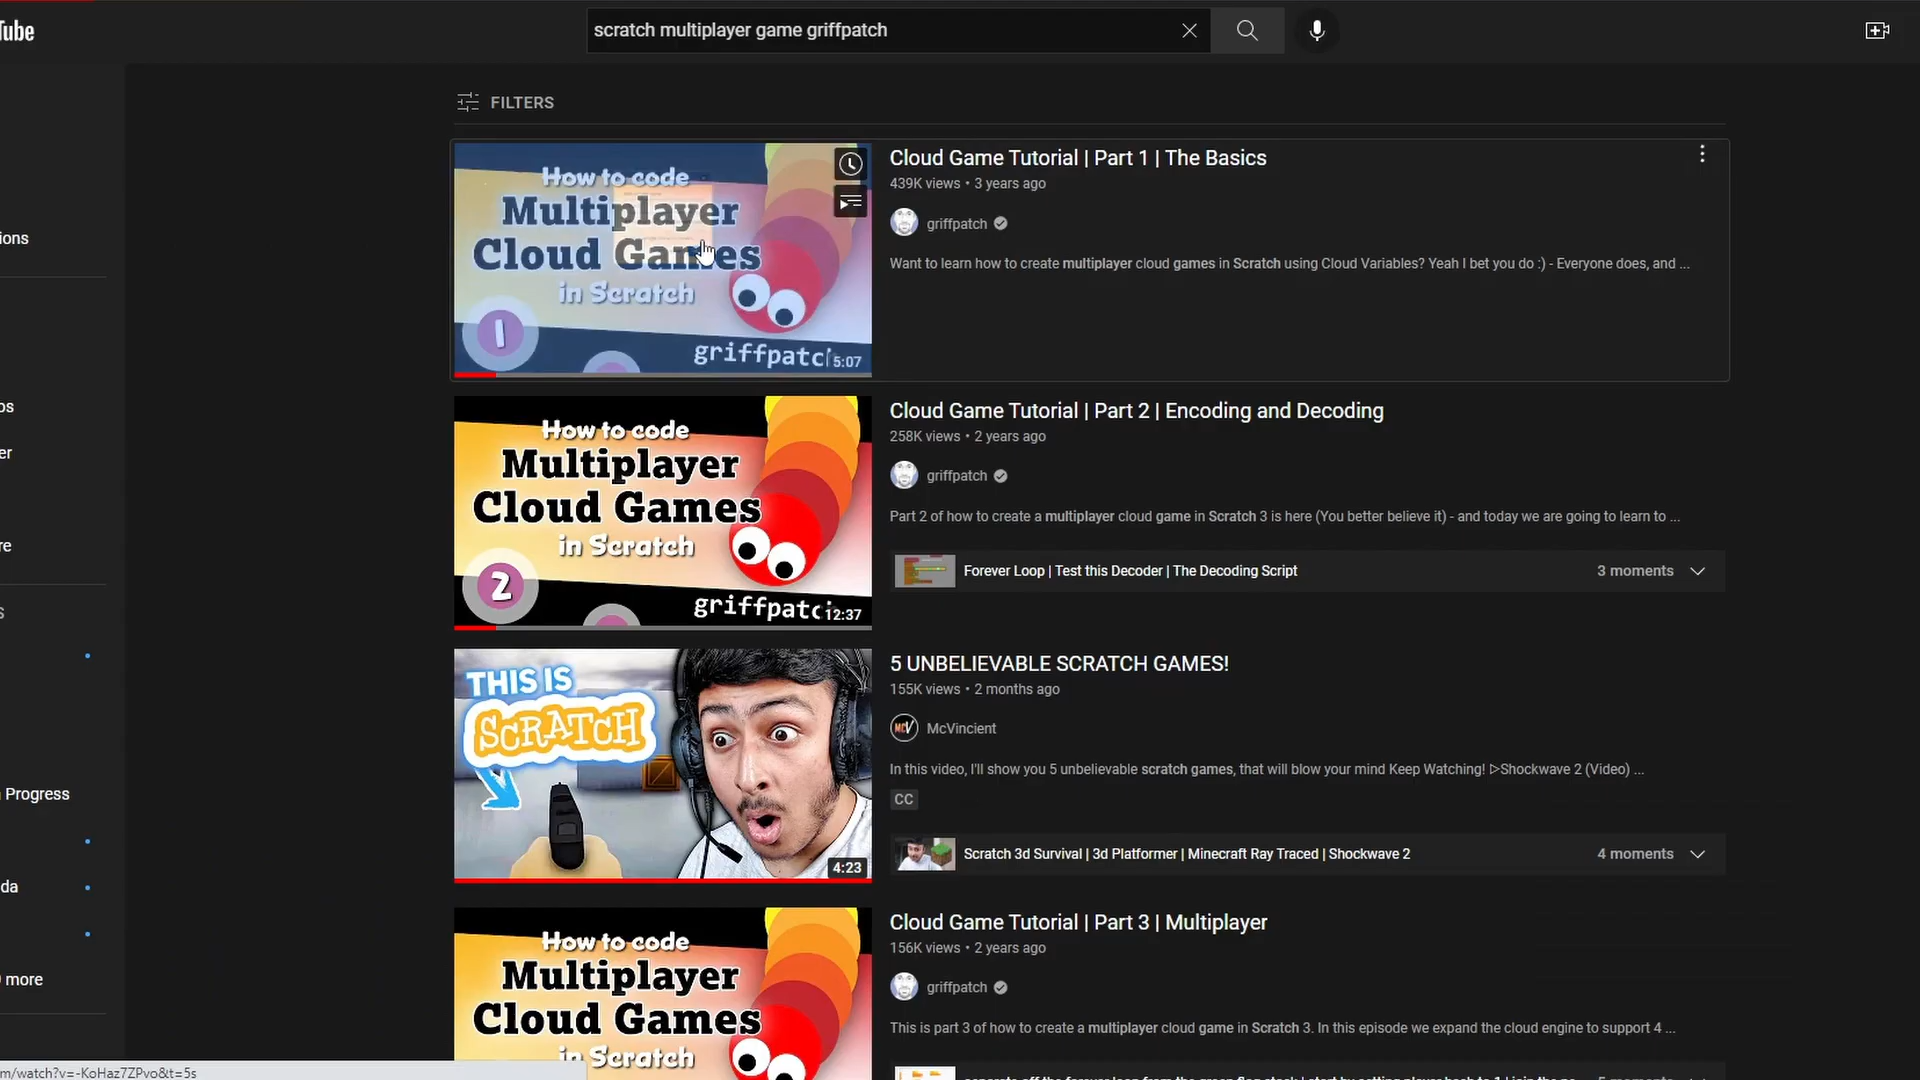 Tube
scratch multiplayer game griffpatch
FILTERS
How to code
Multiplayer
Cloud Games
in Scratch
1
griffpatc
5:07
Cloud Game Tutorial | Part 1 | The Basics
439K views • 3 years ago
griffpatch
Want to learn how to create multiplayer cloud games in Scratch using Cloud Variables? Yeah I bet you do :) - Everyone does, and ...
How to code
Multiplayer
Cloud Games
in Scratch
2
griffpatc
12:37
Cloud Game Tutorial | Part 2 | Encoding and Decoding
258K views • 2 years ago
griffpatch
Part 2 of how to create a multiplayer cloud game in Scratch 3 is here (You better believe it) - and today we are going to learn to ...
Forever Loop | Test this Decoder | The Decoding Script
3 moments
THIS IS
SCRATCH
4:23
5 UNBELIEVABLE SCRATCH GAMES!
155K views • 2 months ago
MCV
McVincient
In this video, I'll show you 5 unbelievable scratch games, that will blow your mind Keep Watching! ▷Shockwave 2 (Video) ...
CC
Scratch 3d Survival | 3d Platformer | Minecraft Ray Traced | Shockwave 2
4 moments
How to code
Multiplayer
Cloud Games
in Scratch
Cloud Game Tutorial | Part 3 | Multiplayer
156K views • 2 years ago
griffpatch
This is part 3 of how to create a multiplayer cloud game in Scratch 3. In this episode we expand the cloud engine to support 4 ...
ions
os
er
re
S
Progress
da
more
m/watch?v=-KoHaz7ZPvo&t=5s